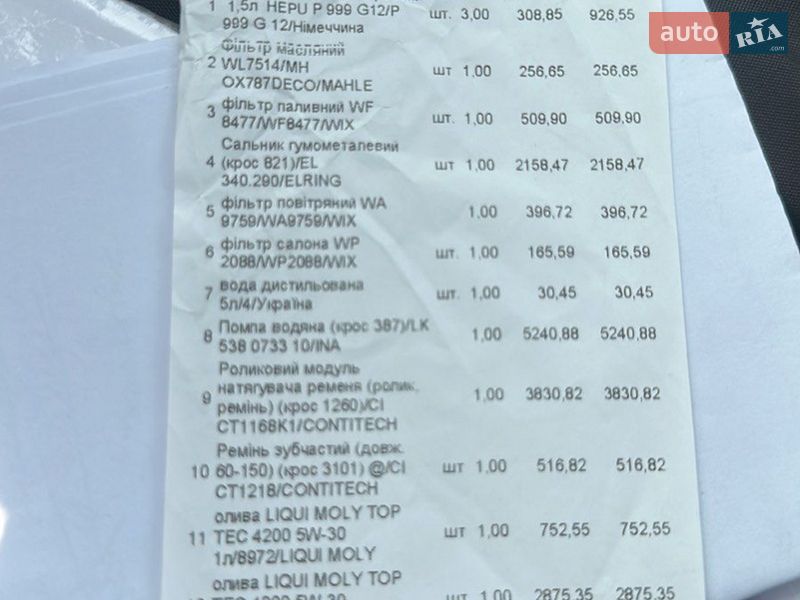 auto RIA
1 1,5л HEPU P 999 G12/P шт. 3,00 308,85 926,55
999 G 12/Німеччина
Фільтр масляний
2 WL7514/MH шт 1,00 256,65 256,65
OX787DECO/MAHLE
3 фільтр паливний WF шт. 1,00 509,90 509,90
8477/WF8477/WIX
Сальник гумометалевий
4 (крос 821)/EL шт 1,00 2158,47 2158,47
340.290/ELRING
5 фільтр повітряний WA 1,00 396,72 396,72
9759/WA9759/WIX
6 фільтр салона WP шт. 1,00 165,59 165,59
2088/WP2088/WIX
7 вода дистильована шт. 1,00 30,45 30,45
5л/4/Україна
8 Помпа водяна (крос 387)/LK 1,00 5240,88 5240,88
538 0733 10/INA
Роликовий модуль
натягувача ременя (ролик,
9 ремінь) (крос 1260)/CI 1,00 3830,82 3830,82
CT1168K1/CONTITECH
Ремінь зубчастий (довж.
10 60-150) (крос 3101) @/CI шт 1,00 516,82 516,82
CT1218/CONTITECH
олива LIQUI MOLY TOP
11 TEC 4200 5W-30 шт 1,00 752,55 752,55
1л/8972/LIQUI MOLY
олива LIQUI MOLY TOP
TEC 4200 5W-30 шт 1,00 2875,35 2875,35